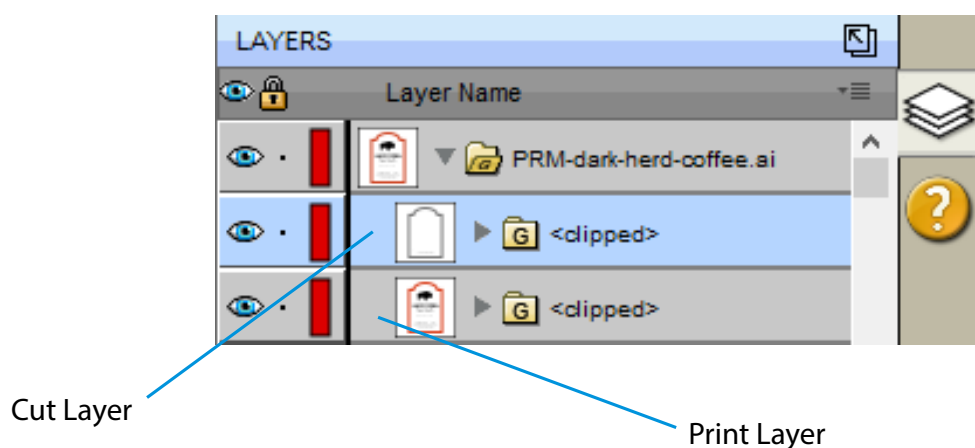 LAYERS
Layer Name
G PRM-dark-herd-coffee.ai
G <clipped>
G <clipped>
?
Cut Layer
Print Layer